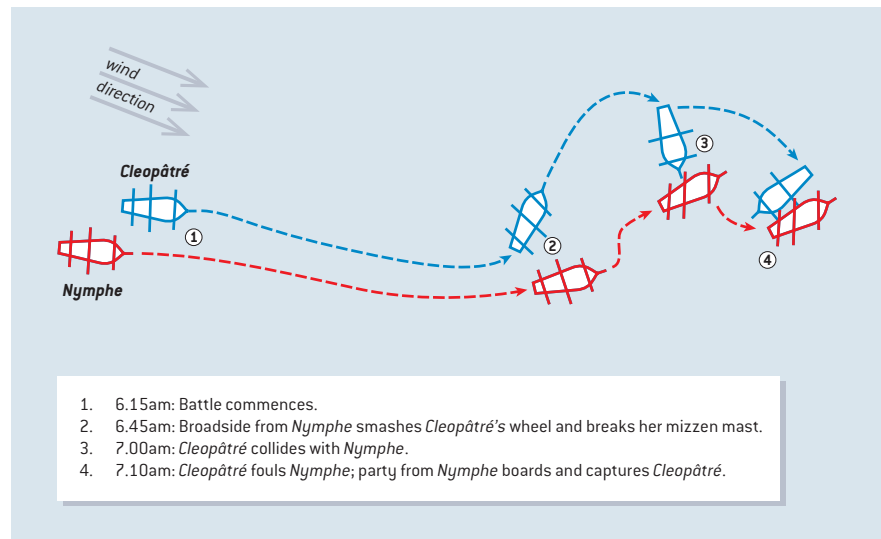 wind
direction
Cleopâtré
Nymphe
1
2
3
4
1. 6.15am: Battle commences.
2. 6.45am: Broadside from Nymphe smashes Cleopâtré's wheel and breaks her mizzen mast.
3. 7.00am: Cleopâtré collides with Nymphe.
4. 7.10am: Cleopâtré fouls Nymphe; party from Nymphe boards and captures Cleopâtré.